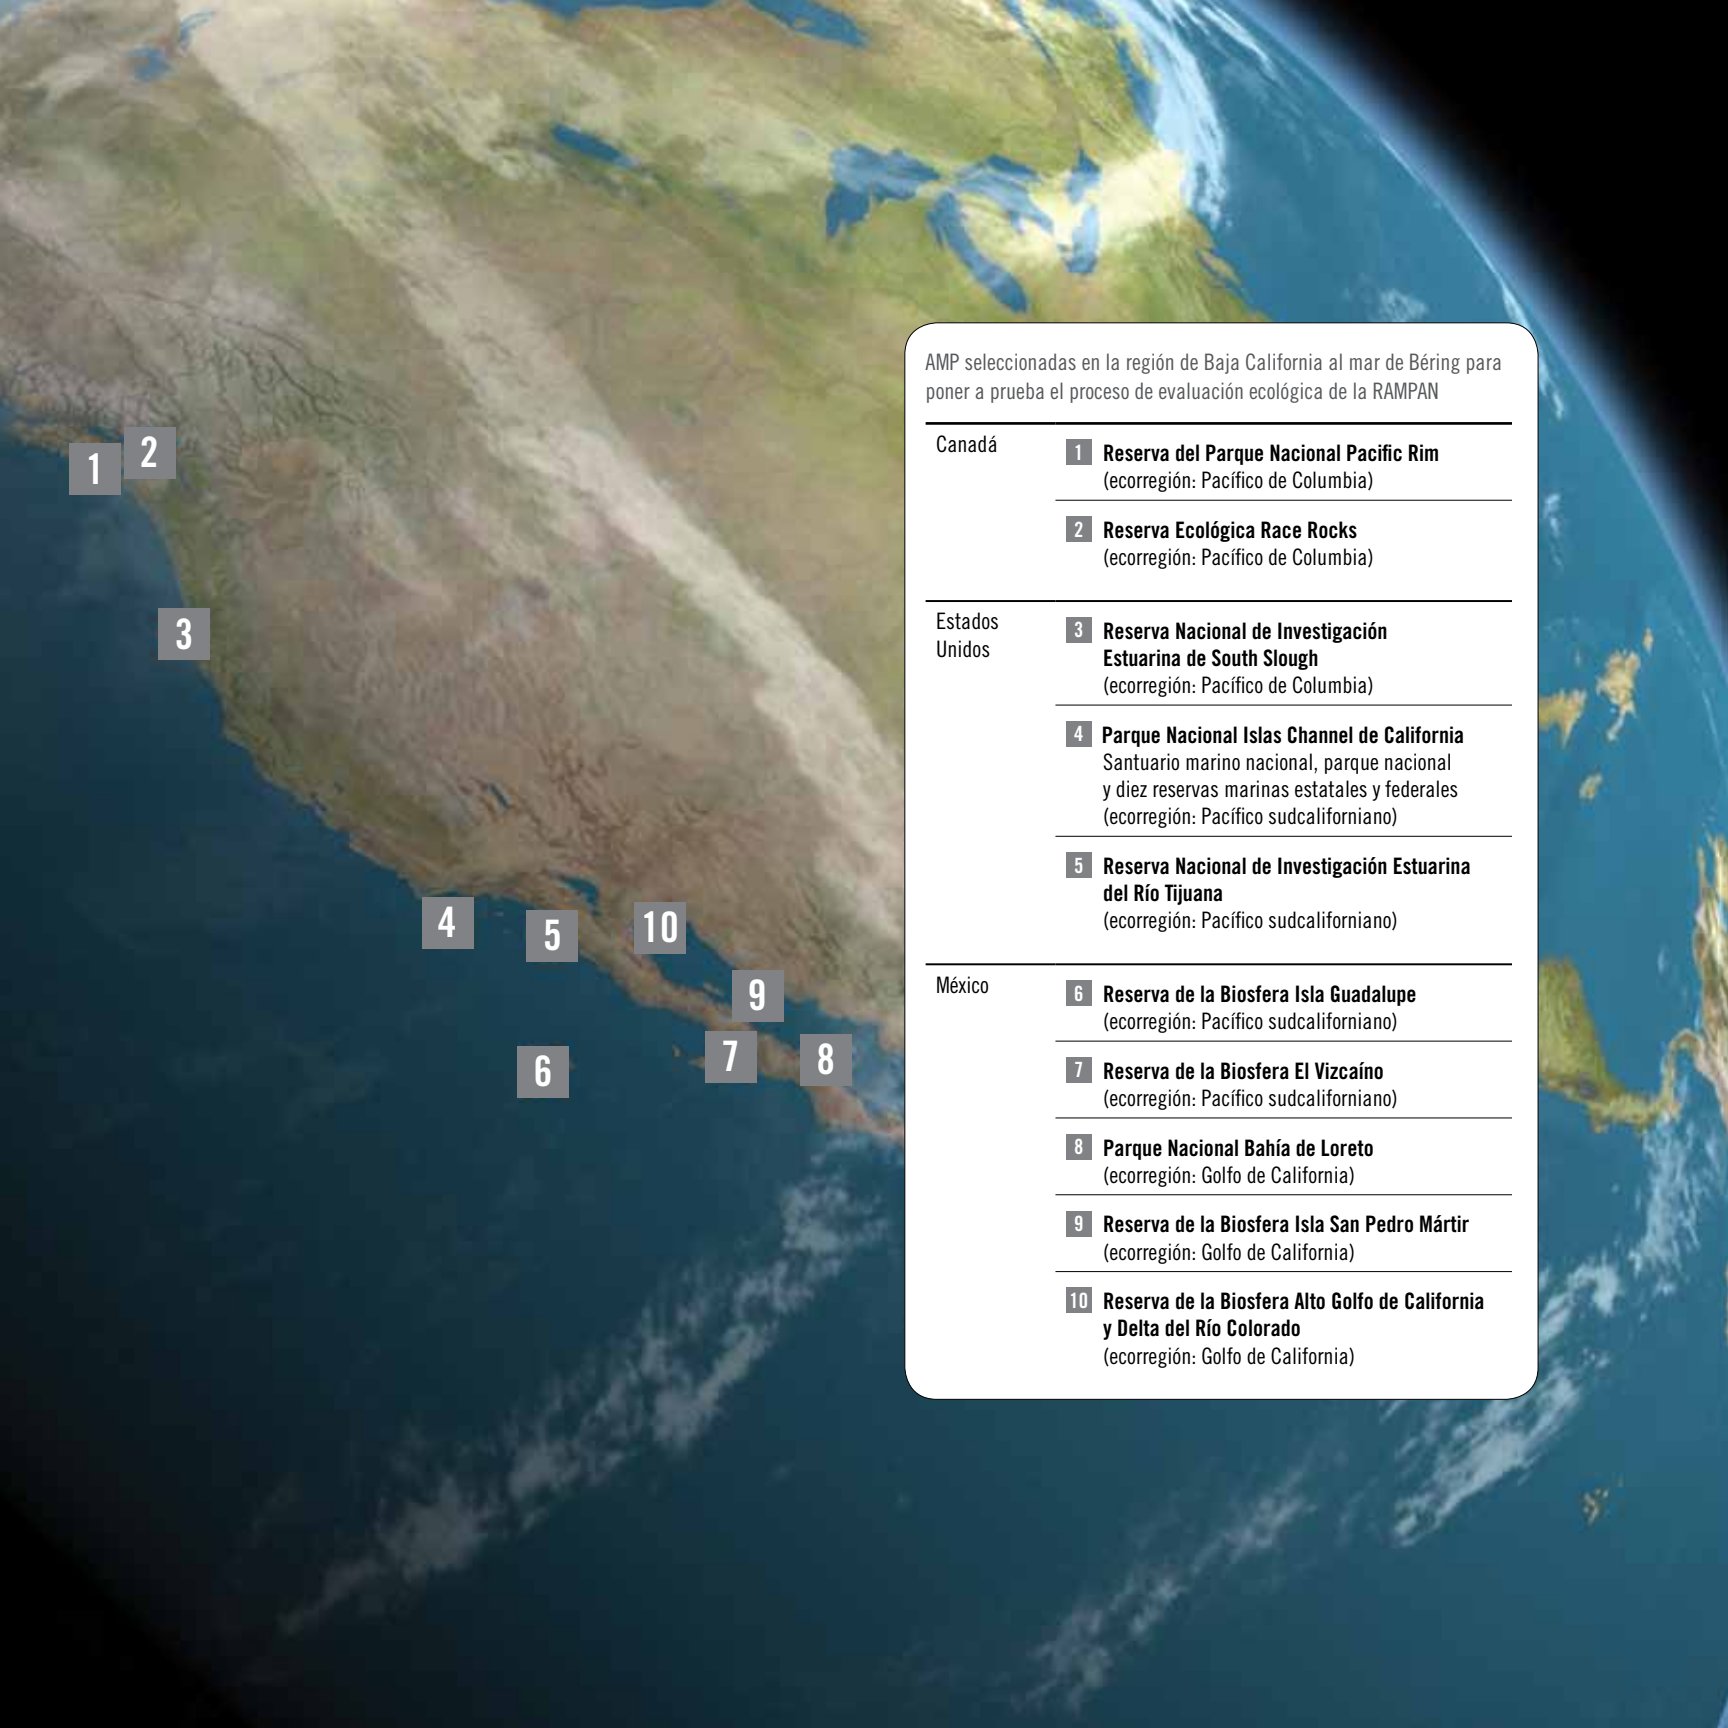 AMP seleccionadas en la región de Baja California al mar de Béring para
poner a prueba el proceso de evaluación ecológica de la RAMPAN
Canadá
1 Reserva del Parque Nacional Pacific Rim
(ecorregión: Pacífico de Columbia)
2 Reserva Ecológica Race Rocks
(ecorregión: Pacífico de Columbia)
Estados
Unidos
3 Reserva Nacional de Investigación
Estuarina de South Slough
(ecorregión: Pacífico de Columbia)
4 Parque Nacional Islas Channel de California
Santuario marino nacional, parque nacional
y diez reservas marinas estatales y federales
(ecorregión: Pacífico sudcaliforniano)
5 Reserva Nacional de Investigación Estuarina
del Río Tijuana
(ecorregión: Pacífico sudcaliforniano)
México
6 Reserva de la Biosfera Isla Guadalupe
(ecorregión: Pacífico sudcaliforniano)
7 Reserva de la Biosfera El Vizcaíno
(ecorregión: Pacífico sudcaliforniano)
8 Parque Nacional Bahía de Loreto
(ecorregión: Golfo de California)
9 Reserva de la Biosfera Isla San Pedro Mártir
(ecorregión: Golfo de California)
10 Reserva de la Biosfera Alto Golfo de California
y Delta del Río Colorado
(ecorregión: Golfo de California)
1
2
3
4
5
10
9
7
8
6